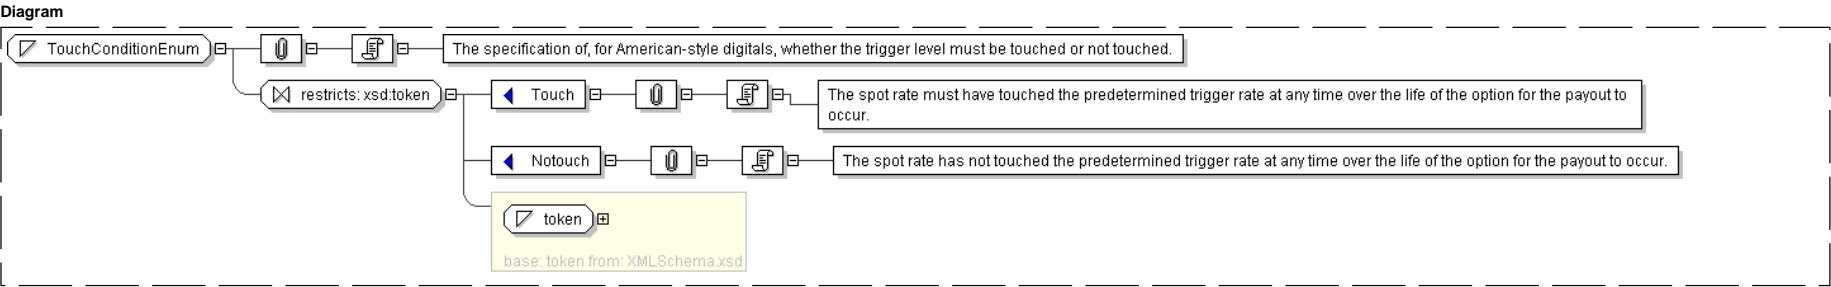 Diagram
TouchConditionEnum
The specification of, for American-style digitals, whether the trigger level must be touched or not touched.
restricts: xsd:token
Touch
The spot rate must have touched the predetermined trigger rate at any time over the life of the option for the payout to
occur.
Notouch
The spot rate has not touched the predetermined trigger rate at any time over the life of the option for the payout to occur.
token
base: token from: XMLSchema.xsd